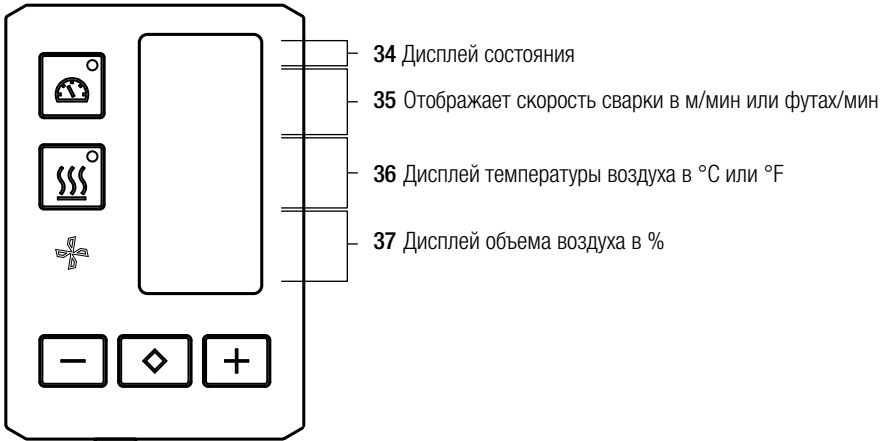 34 Дисплей состояния
35 Отображает скорость сварки в м/мин или футах/мин
36 Дисплей температуры воздуха в °C или °F
37 Дисплей объема воздуха в %